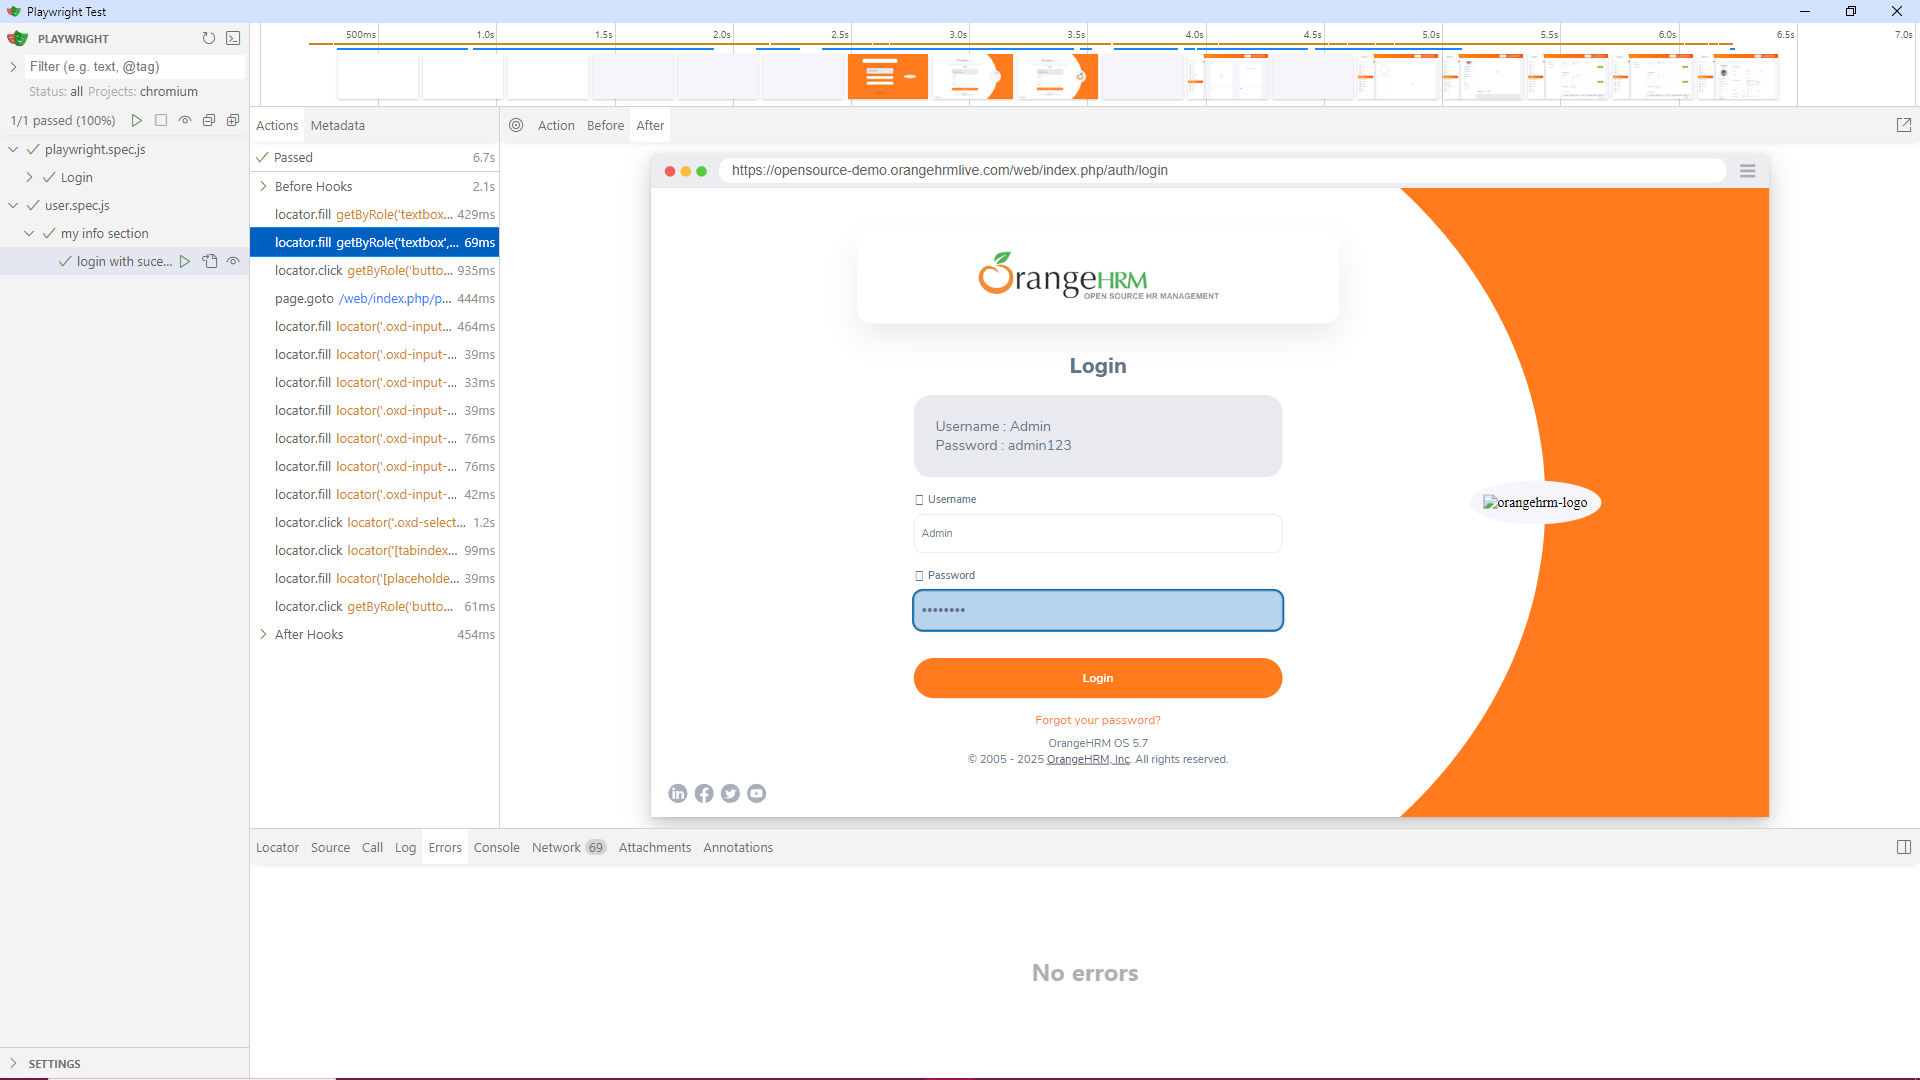 Playwright Test
PLAYWRIGHT
Filter (e.g. text, @tag)
Status: all Projects: chromium
1/1 passed (100%)
playwright.spec.js
Login
user.spec.js
my info section
login with suce...
SETTINGS
500ms 1.0s 1.5s 2.0s 2.5s 3.0s 3.5s 4.0s 4.5s 5.0s 5.5s 6.0s 6.5s 7.0s
Actions Metadata
Passed 6.7s
Before Hooks 2.1s
locator.fill getByRole('textbox... 429ms
locator.fill getByRole('textbox',... 69ms
locator.click getByRole('butto... 935ms
page.goto /web/index.php/p... 444ms
locator.fill locator('.oxd-input... 464ms
locator.fill locator('.oxd-input-... 39ms
locator.fill locator('.oxd-input-... 33ms
locator.fill locator('.oxd-input-... 39ms
locator.fill locator('.oxd-input-... 76ms
locator.fill locator('.oxd-input-... 76ms
locator.fill locator('.oxd-input-... 42ms
locator.click locator('.oxd-select... 1.2s
locator.click locator('[tabindex... 99ms
locator.fill locator('[placeholde... 39ms
locator.click getByRole('butto... 61ms
After Hooks 454ms
Action Before After
https://opensource-demo.orangehrmlive.com/web/index.php/auth/login
OrangeHRM
OPEN SOURCE HR MANAGEMENT
Login
Username : Admin
Password : admin123
Username
Admin
Password
••••••••
Login
Forgot your password?
OrangeHRM OS 5.7
© 2005 - 2025 OrangeHRM, Inc. All rights reserved.
orangehrm-logo
Locator Source Call Log Errors Console Network 69 Attachments Annotations
No errors